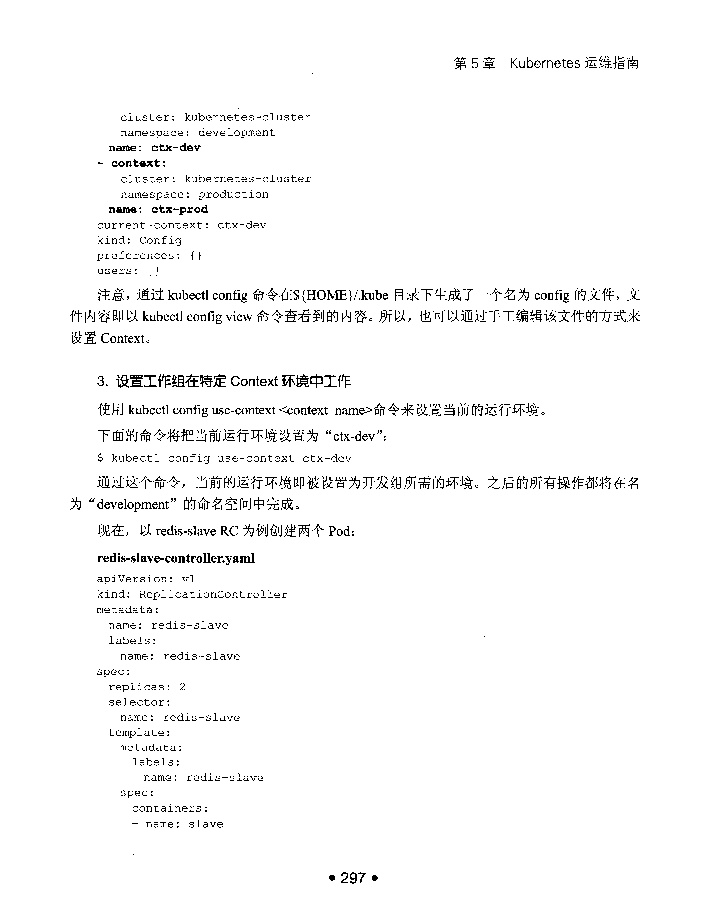 第 5 章 Kubernetes 运维指南
    cluster: kubernetes-cluster
    namespace: development
  name: ctx-dev
- context:
    cluster: kubernetes-cluster
    namespace: production
  name: ctx-prod
current-context: ctx-dev
kind: Config
preferences: {}
users: []
注意，通过 kubectl config 命令在${HOME}/.kube 目录下生成了一个名为 config 的文件，文
件内容即以 kubectl config view 命令查看到的内容。所以，也可以通过手工编辑该文件的方式来
设置 Context。
3. 设置工作组在特定 Context 环境中工作
使用 kubectl config use-context <context_name>命令来设置当前的运行环境。
下面的命令将把当前运行环境设置为“ctx-dev”：
$ kubectl config use-context ctx-dev
通过这个命令，当前的运行环境即被设置为开发组所需的环境。之后的所有操作都将在名
为“development”的命名空间中完成。
现在，以 redis-slave RC 为例创建两个 Pod：
redis-slave-controller.yaml
apiVersion: v1
kind: ReplicationController
metadata:
  name: redis-slave
  labels:
    name: redis-slave
spec:
  replicas: 2
  selector:
    name: redis-slave
  template:
    metadata:
      labels:
        name: redis-slave
    spec:
      containers:
      - name: slave
• 297 •